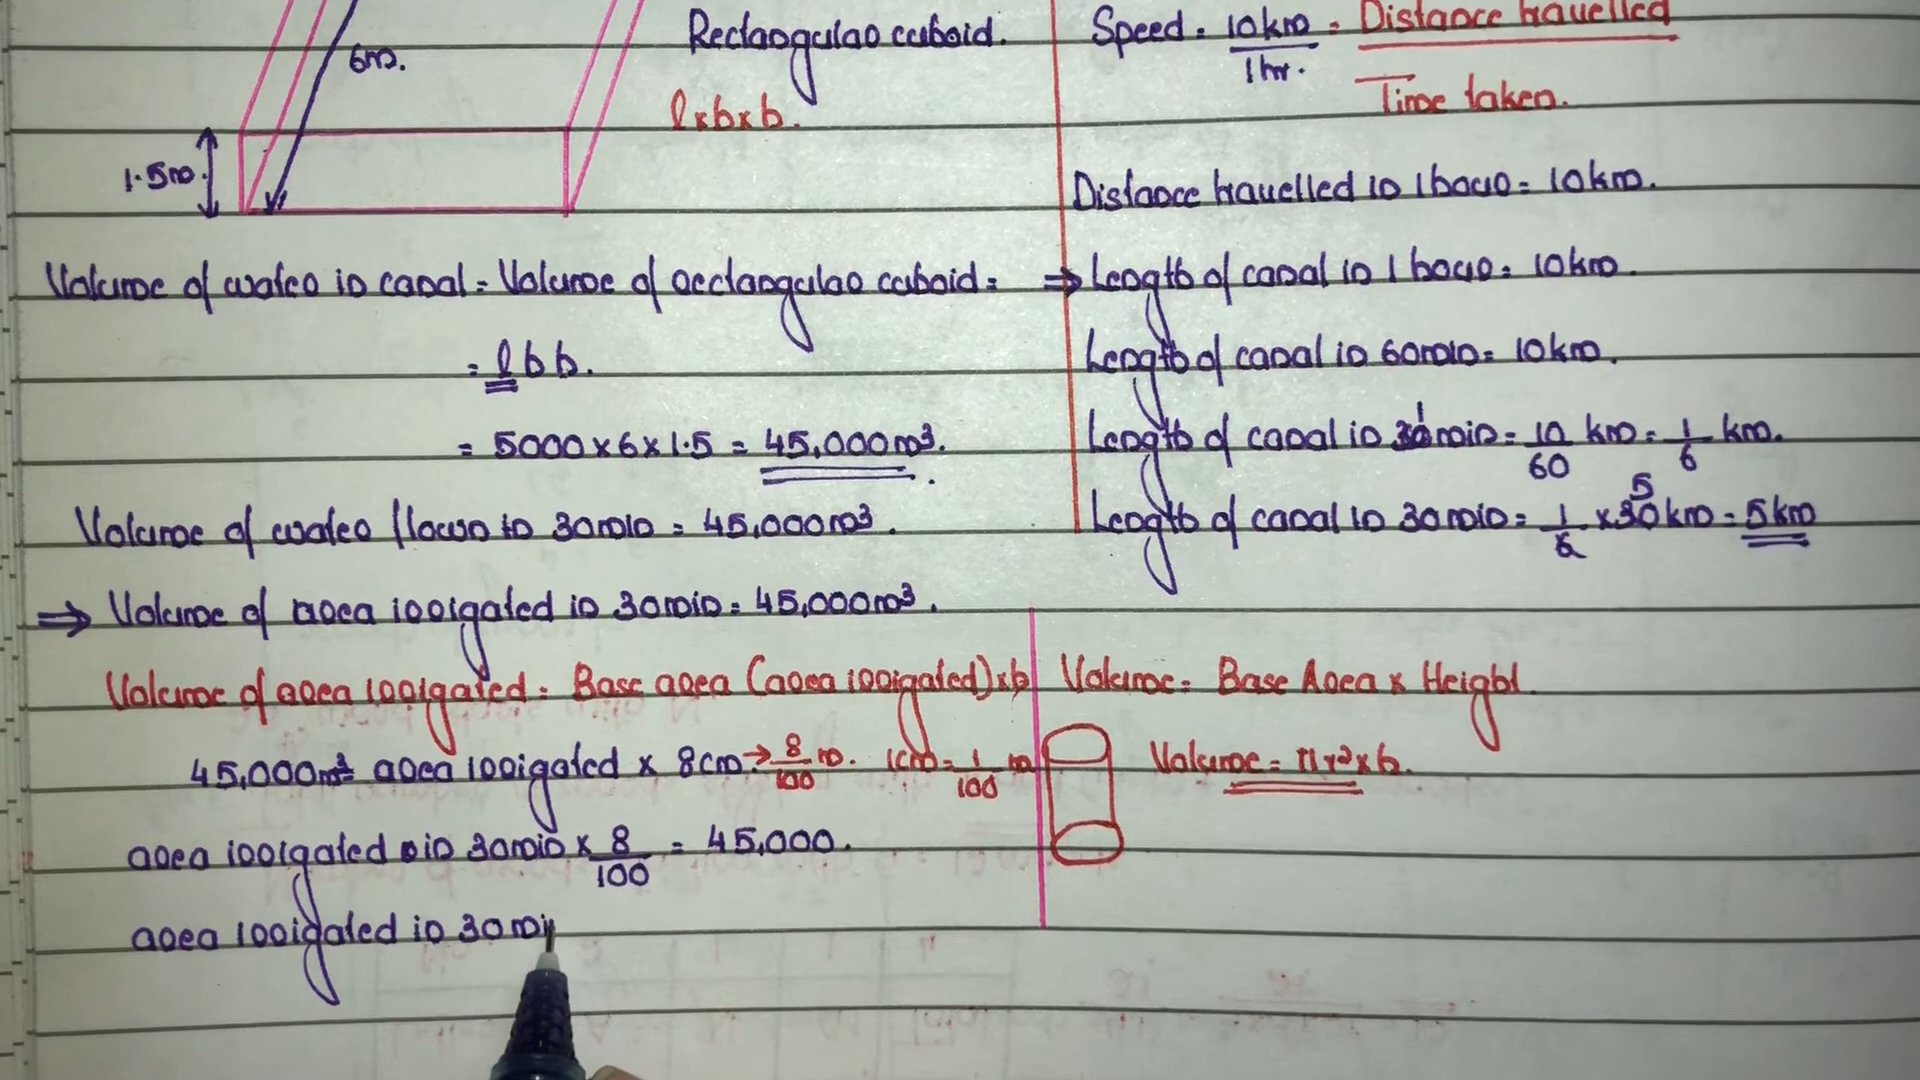 6m.
1.5m.
Rectangular cuboid.
l×b×h.
Speed = 10km/1hr. = Distance travelled/Time taken.
Distance travelled in 1 hour = 10km.
⇒ Length of canal in 1 hour = 10km.
Length of canal in 60min = 10km.
Length of canal in 1min = 10/60 km = 1/6 km.
Length of canal in 30min = 1/6 × 30 5 km = 5km
Volume of water in canal = Volume of rectangular cuboid =
= lbh.
= 5000×6×1.5 = 45,000m³.
Volume of water flown to 30min = 45,000m³.
⇒ Volume of area irrigated in 30min = 45,000m³.
Volume of area irrigated = Base area (area irrigated)×h
45,000m³ = area irrigated × 8cm → 8/100 m. 1cm = 1/100 m
area irrigated in 30min × 8/100 = 45,000.
area irrigated in 30mi
Volume = Base Area × Height.
Volume = πr²×h.